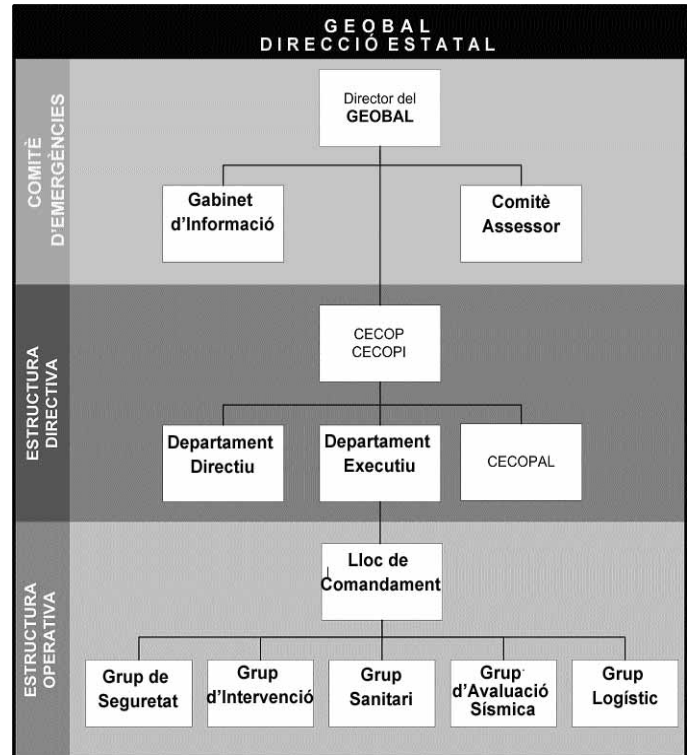 GEOBAL
DIRECCIÓ ESTATAL
COMITÈ
D'EMERGÈNCIES
Director del
GEOBAL
Gabinet
d'Informació
Comitè
Assessor
ESTRUCTURA
DIRECTIVA
CECOP
CECOPI
Departament
Directiu
Departament
Executiu
CECOPAL
ESTRUCTURA
OPERATIVA
Lloc de
Comandament
Grup de
Seguretat
Grup
d'Intervenció
Grup
Sanitari
Grup
d'Avaluació
Sísmica
Grup
Logístic